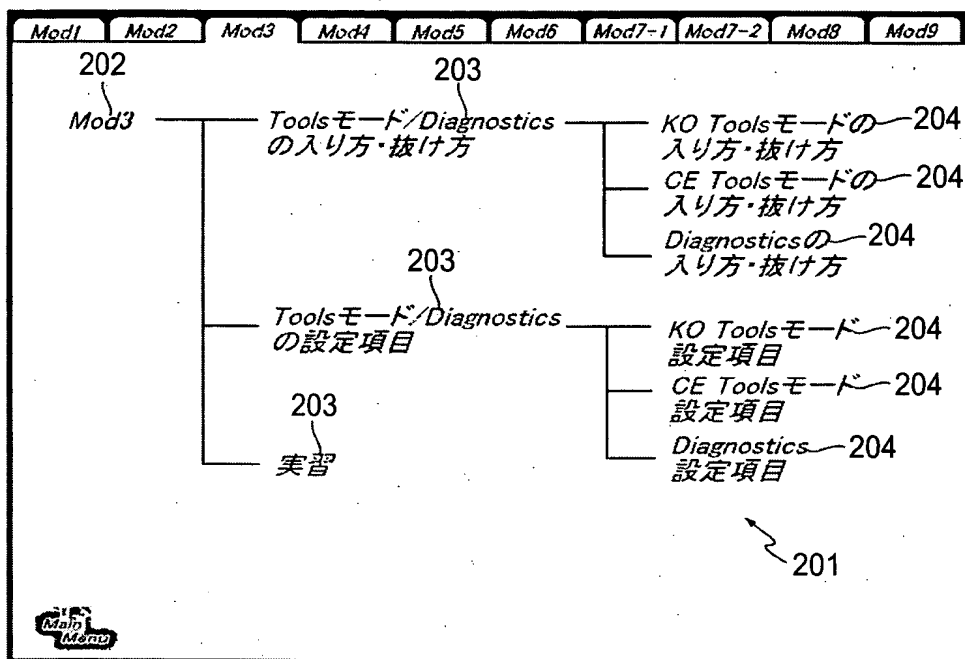 Mod1 Mod2 Mod3 Mod4 Mod5 Mod6 Mod7-1 Mod7-2 Mod8 Mod9
202
203
Mod3
Toolsモード/Diagnostics
の入り方・抜け方
KO Toolsモードの
入り方・抜け方
204
CE Toolsモードの
入り方・抜け方
204
Diagnosticsの
入り方・抜け方
204
203
Toolsモード/Diagnostics
の設定項目
KO Toolsモード
設定項目
204
CE Toolsモード
設定項目
204
203
実習
Diagnostics
設定項目
204
201
Main
Menu